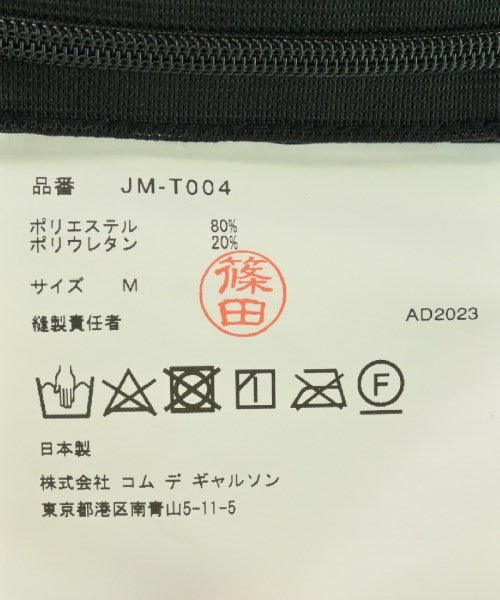 品番 JM-T004
ポリエステル 80%
ポリウレタン 20%
サイズ M
篠田
縫製責任者 AD2023
F
日本製
株式会社 コム デ ギャルソン
東京都港区南青山5-11-5